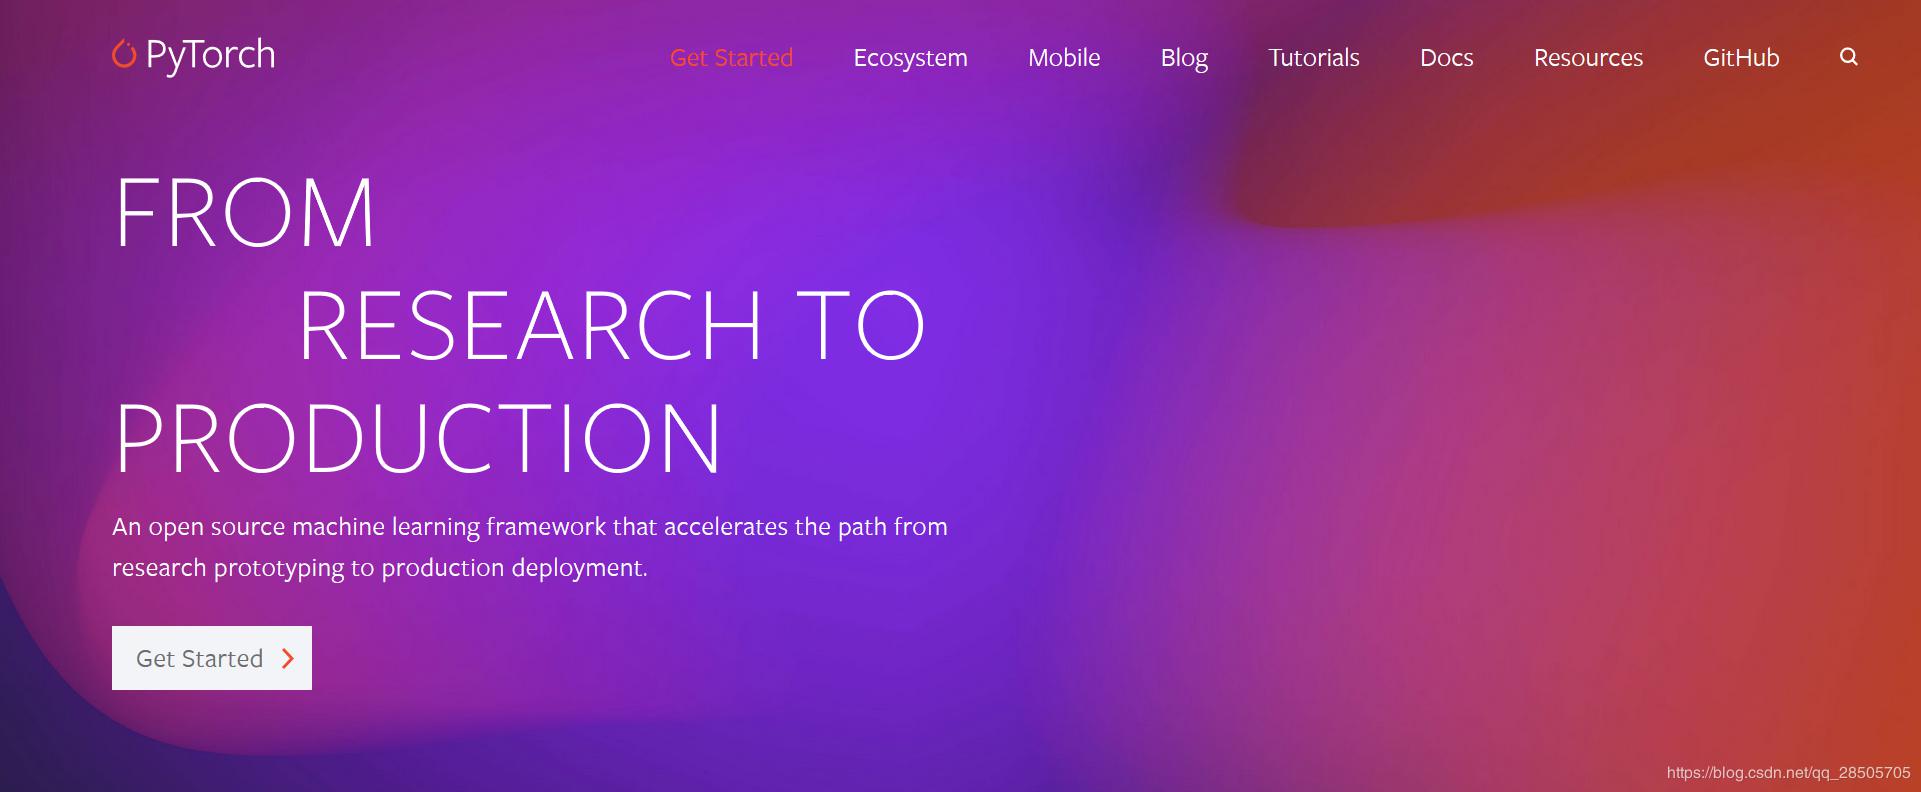 PyTorch Get Started Ecosystem Mobile Blog Tutorials Docs Resources GitHub
FROM
RESEARCH TO
PRODUCTION
An open source machine learning framework that accelerates the path from
research prototyping to production deployment.
Get Started
https://blog.csdn.net/qq_28505705